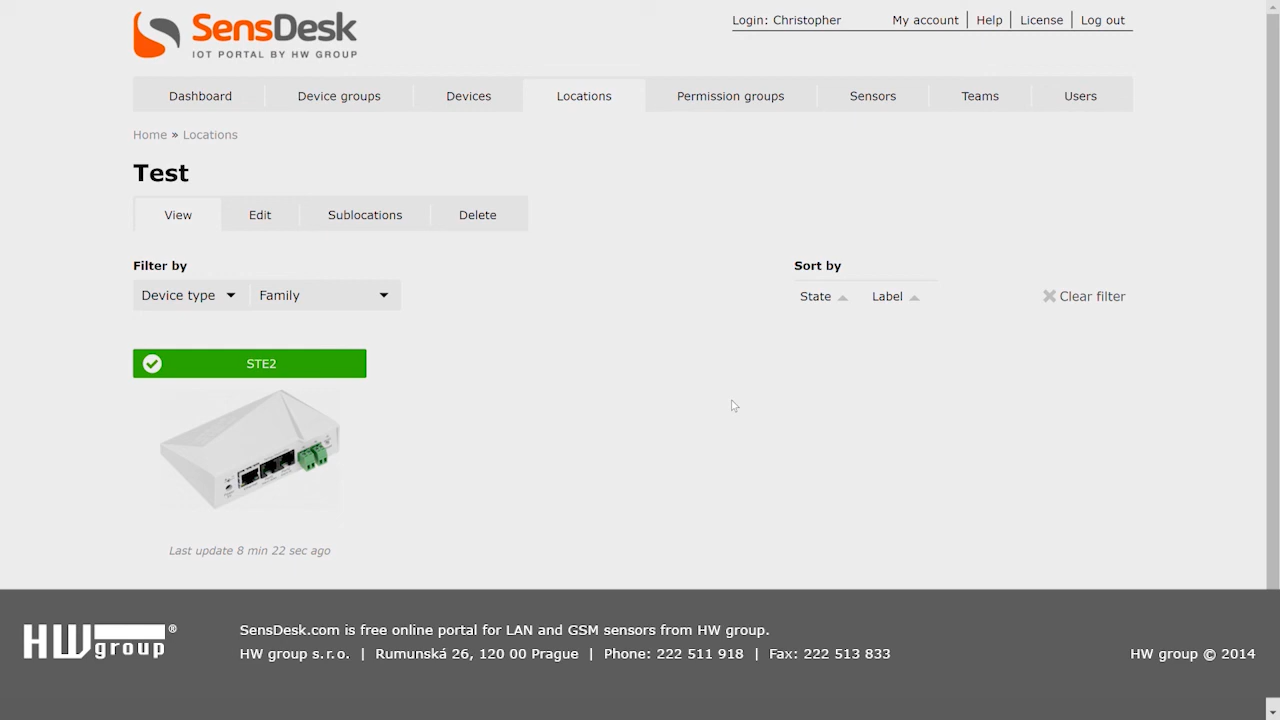 SensDesk
IOT PORTAL BY HW GROUP
Login: Christopher
My account
Help
License
Log out
Dashboard
Device groups
Devices
Locations
Permission groups
Sensors
Teams
Users
Home » Locations
Test
View
Edit
Sublocations
Delete
Filter by
Device type
Family
Sort by
State
Label
Clear filter
STE2
Last update 8 min 22 sec ago
HW group ®
SensDesk.com is free online portal for LAN and GSM sensors from HW group.
HW group s.r.o. | Rumunská 26, 120 00 Prague | Phone: 222 511 918 | Fax: 222 513 833
HW group © 2014